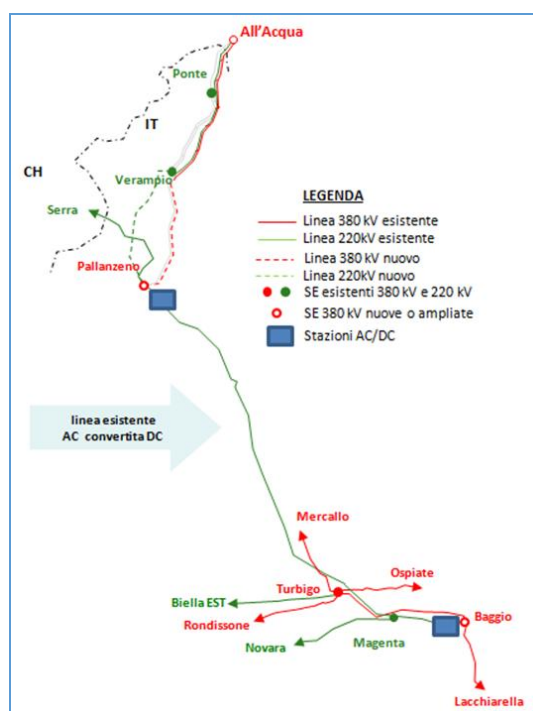 All'Acqua
Ponte
IT
CH
Verampio
Serra
LEGENDA
Linea 380 kV esistente
Linea 220kV esistente
Linea 380 kV nuovo
Linea 220kV nuovo
SE esistenti 380 kV e 220 kV
SE 380 kV nuove o ampliate
Stazioni AC/DC
Pallanzeno
linea esistente
AC convertita DC
Mercallo
Ospiate
Turbigo
Biella EST
Rondissone
Baggio
Novara
Magenta
Lacchiarella